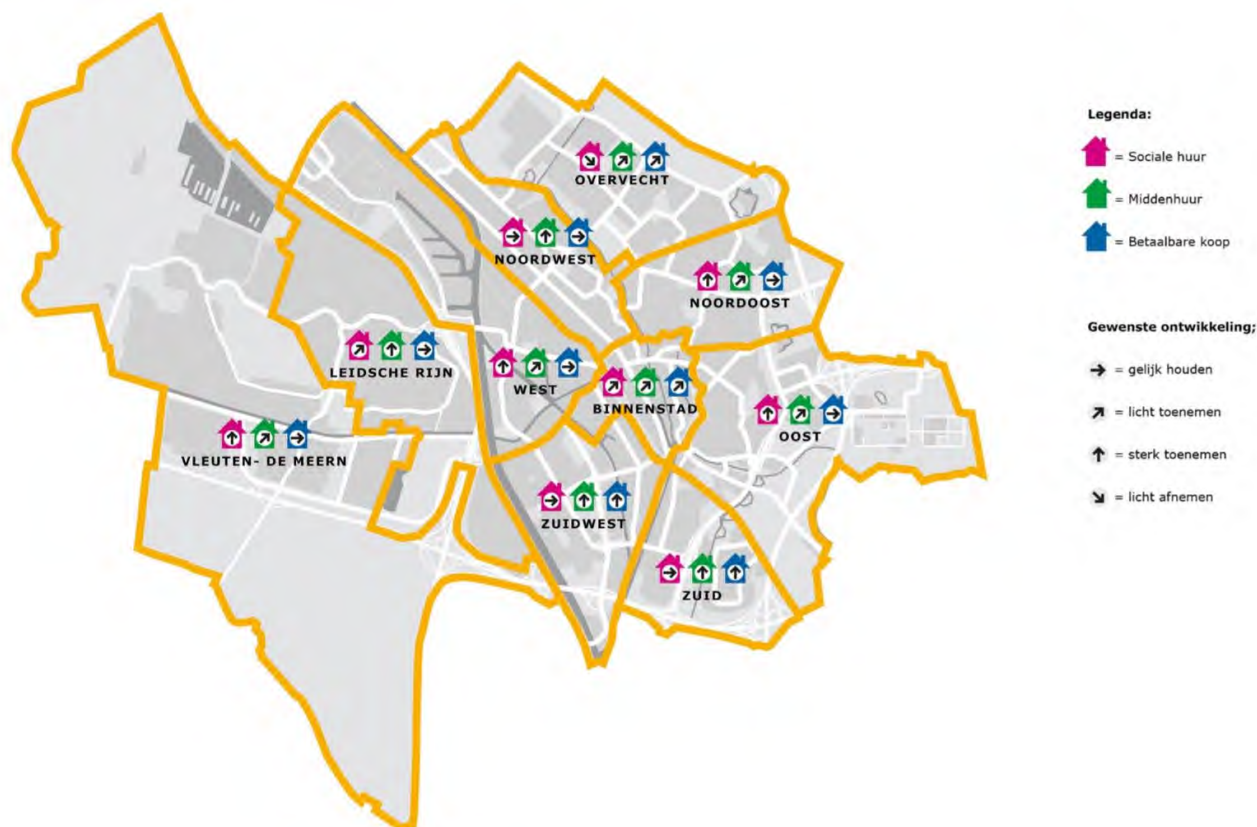 OVERVECHT
NOORDWEST
NOORDOOST
LEIDSCHE RIJN
WEST
BINNENSTAD
OOST
VLEUTEN- DE MEERN
ZUIDWEST
ZUID
Legenda:
= Sociale huur
= Middenhuur
= Betaalbare koop
Gewenste ontwikkeling;
= gelijk houden
= licht toenemen
= sterk toenemen
= licht afnemen